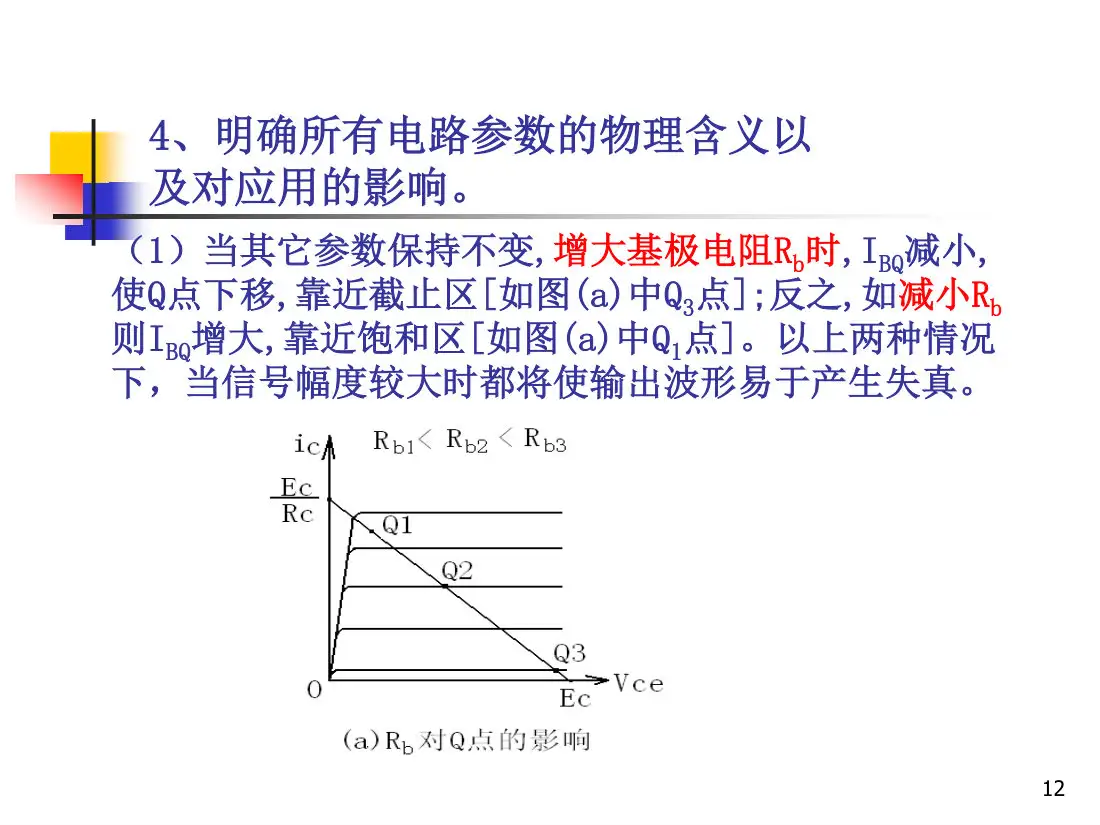 4、明确所有电路参数的物理含义以
及对应用的影响。
（1）当其它参数保持不变,增大基极电阻Rb时,IBQ减小,
使Q点下移,靠近截止区[如图(a)中Q3点];反之,如减小Rb
则IBQ增大,靠近饱和区[如图(a)中Q1点]。以上两种情况
下，当信号幅度较大时都将使输出波形易于产生失真。
ic
Rb1< Rb2 < Rb3
Ec
Rc
Q1
Q2
Q3
O
Ec
Vce
(a)Rb对Q点的影响
12